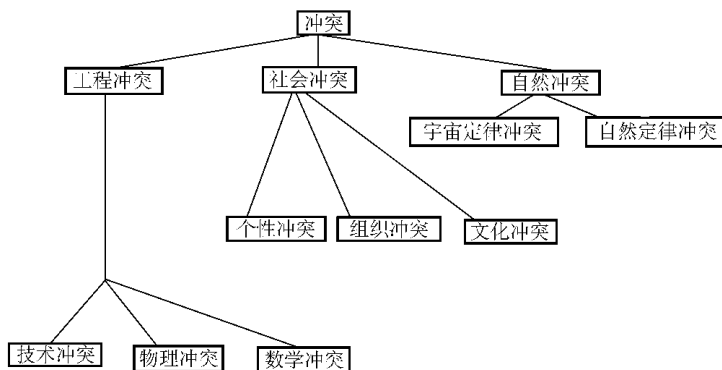 冲突
工程冲突
社会冲突
自然冲突
宇宙定律冲突
自然定律冲突
个性冲突
组织冲突
文化冲突
技术冲突
物理冲突
数学冲突